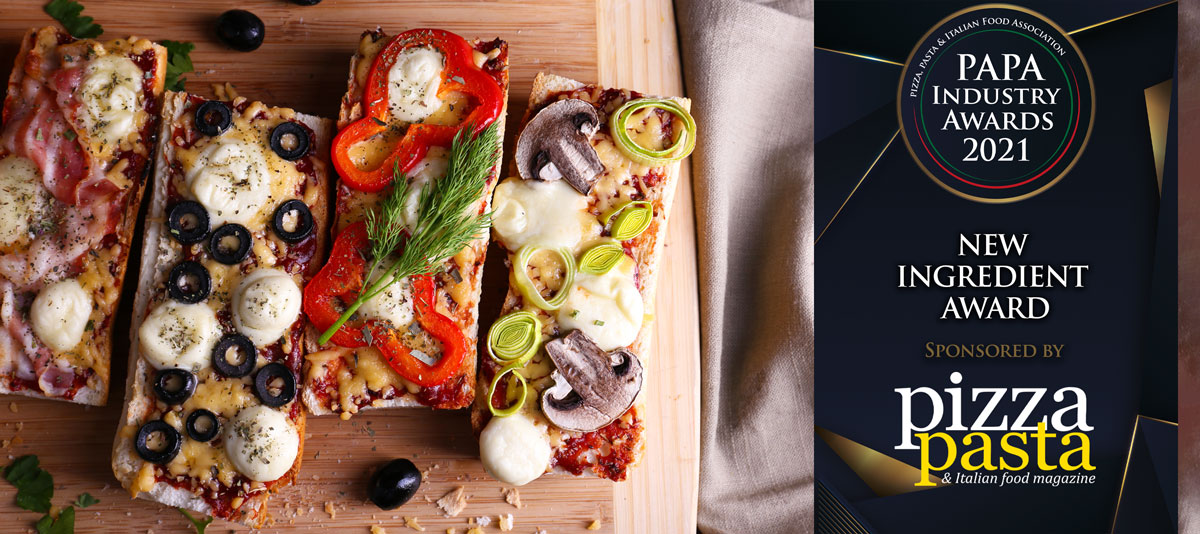 PIZZA, PASTA & ITALIAN FOOD ASSOCIATION
PAPA
INDUSTRY
AWARDS
2021
NEW
INGREDIENT
AWARD
SPONSORED BY
pizza
pasta
& Italian food magazine